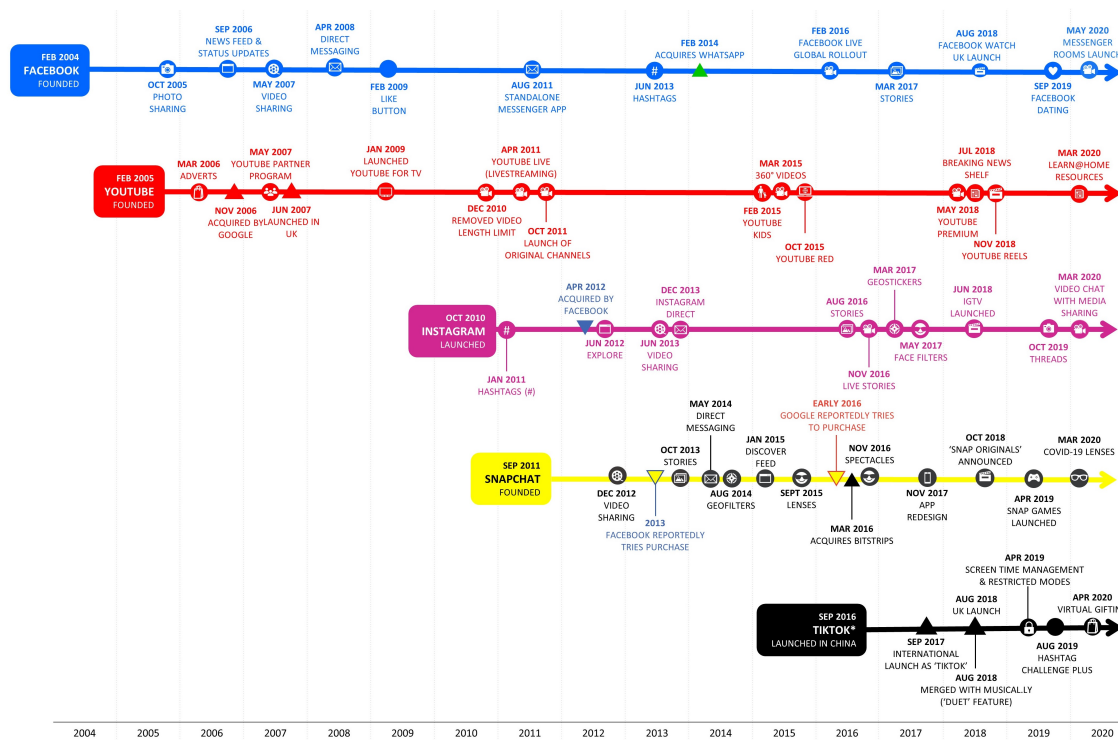 FEB 2004
FACEBOOK
FOUNDED
OCT 2005
PHOTO
SHARING
SEP 2006
NEWS FEED &
STATUS UPDATES
MAY 2007
VIDEO
SHARING
APR 2008
DIRECT
MESSAGING
FEB 2009
LIKE
BUTTON
AUG 2011
STANDALONE
MESSENGER APP
#
JUN 2013
HASHTAGS
FEB 2014
ACQUIRES WHATSAPP
FEB 2016
FACEBOOK LIVE
GLOBAL ROLLOUT
MAR 2017
STORIES
AUG 2018
FACEBOOK WATCH
UK LAUNCH
SEP 2019
FACEBOOK
DATING
MAY 2020
MESSENGER
ROOMS LAUNCH
FEB 2005
YOUTUBE
FOUNDED
MAR 2006
ADVERTS
NOV 2006
ACQUIRED BY
GOOGLE
MAY 2007
YOUTUBE PARTNER
PROGRAM
JUN 2007
LAUNCHED IN
UK
JAN 2009
LAUNCHED
YOUTUBE FOR TV
DEC 2010
REMOVED VIDEO
LENGTH LIMIT
APR 2011
YOUTUBE LIVE
(LIVESTREAMING)
OCT 2011
LAUNCH OF
ORIGINAL CHANNELS
FEB 2015
YOUTUBE
KIDS
MAR 2015
360° VIDEOS
OCT 2015
YOUTUBE RED
MAY 2018
YOUTUBE
PREMIUM
JUL 2018
BREAKING NEWS
SHELF
NOV 2018
YOUTUBE REELS
MAR 2020
LEARN@HOME
RESOURCES
OCT 2010
INSTAGRAM
LAUNCHED
#
JAN 2011
HASHTAGS (#)
APR 2012
ACQUIRED BY
FACEBOOK
JUN 2012
EXPLORE
JUN 2013
VIDEO
SHARING
DEC 2013
INSTAGRAM
DIRECT
AUG 2016
STORIES
NOV 2016
LIVE STORIES
MAR 2017
GEOSTICKERS
MAY 2017
FACE FILTERS
JUN 2018
IGTV
LAUNCHED
OCT 2019
THREADS
MAR 2020
VIDEO CHAT
WITH MEDIA
SHARING
SEP 2011
SNAPCHAT
FOUNDED
DEC 2012
VIDEO
SHARING
2013
FACEBOOK REPORTEDLY
TRIES PURCHASE
OCT 2013
STORIES
MAY 2014
DIRECT
MESSAGING
AUG 2014
GEOFILTERS
JAN 2015
DISCOVER
FEED
SEPT 2015
LENSES
EARLY 2016
GOOGLE REPORTEDLY TRIES
TO PURCHASE
MAR 2016
ACQUIRES BITSTRIPS
NOV 2016
SPECTACLES
NOV 2017
APP
REDESIGN
OCT 2018
‘SNAP ORIGINALS’
ANNOUNCED
APR 2019
SNAP GAMES
LAUNCHED
MAR 2020
COVID-19 LENSES
SEP 2016
TIKTOK*
LAUNCHED IN CHINA
SEP 2017
INTERNATIONAL
LAUNCH AS ‘TIKTOK’
AUG 2018
UK LAUNCH
AUG 2018
MERGED WITH MUSICAL.LY
(‘DUET’ FEATURE)
APR 2019
SCREEN TIME MANAGEMENT
& RESTRICTED MODES
AUG 2019
HASHTAG
CHALLENGE PLUS
APR 2020
VIRTUAL GIFTIN
2004 2005 2006 2007 2008 2009 2010 2011 2012 2013 2014 2015 2016 2017 2018 2019 2020